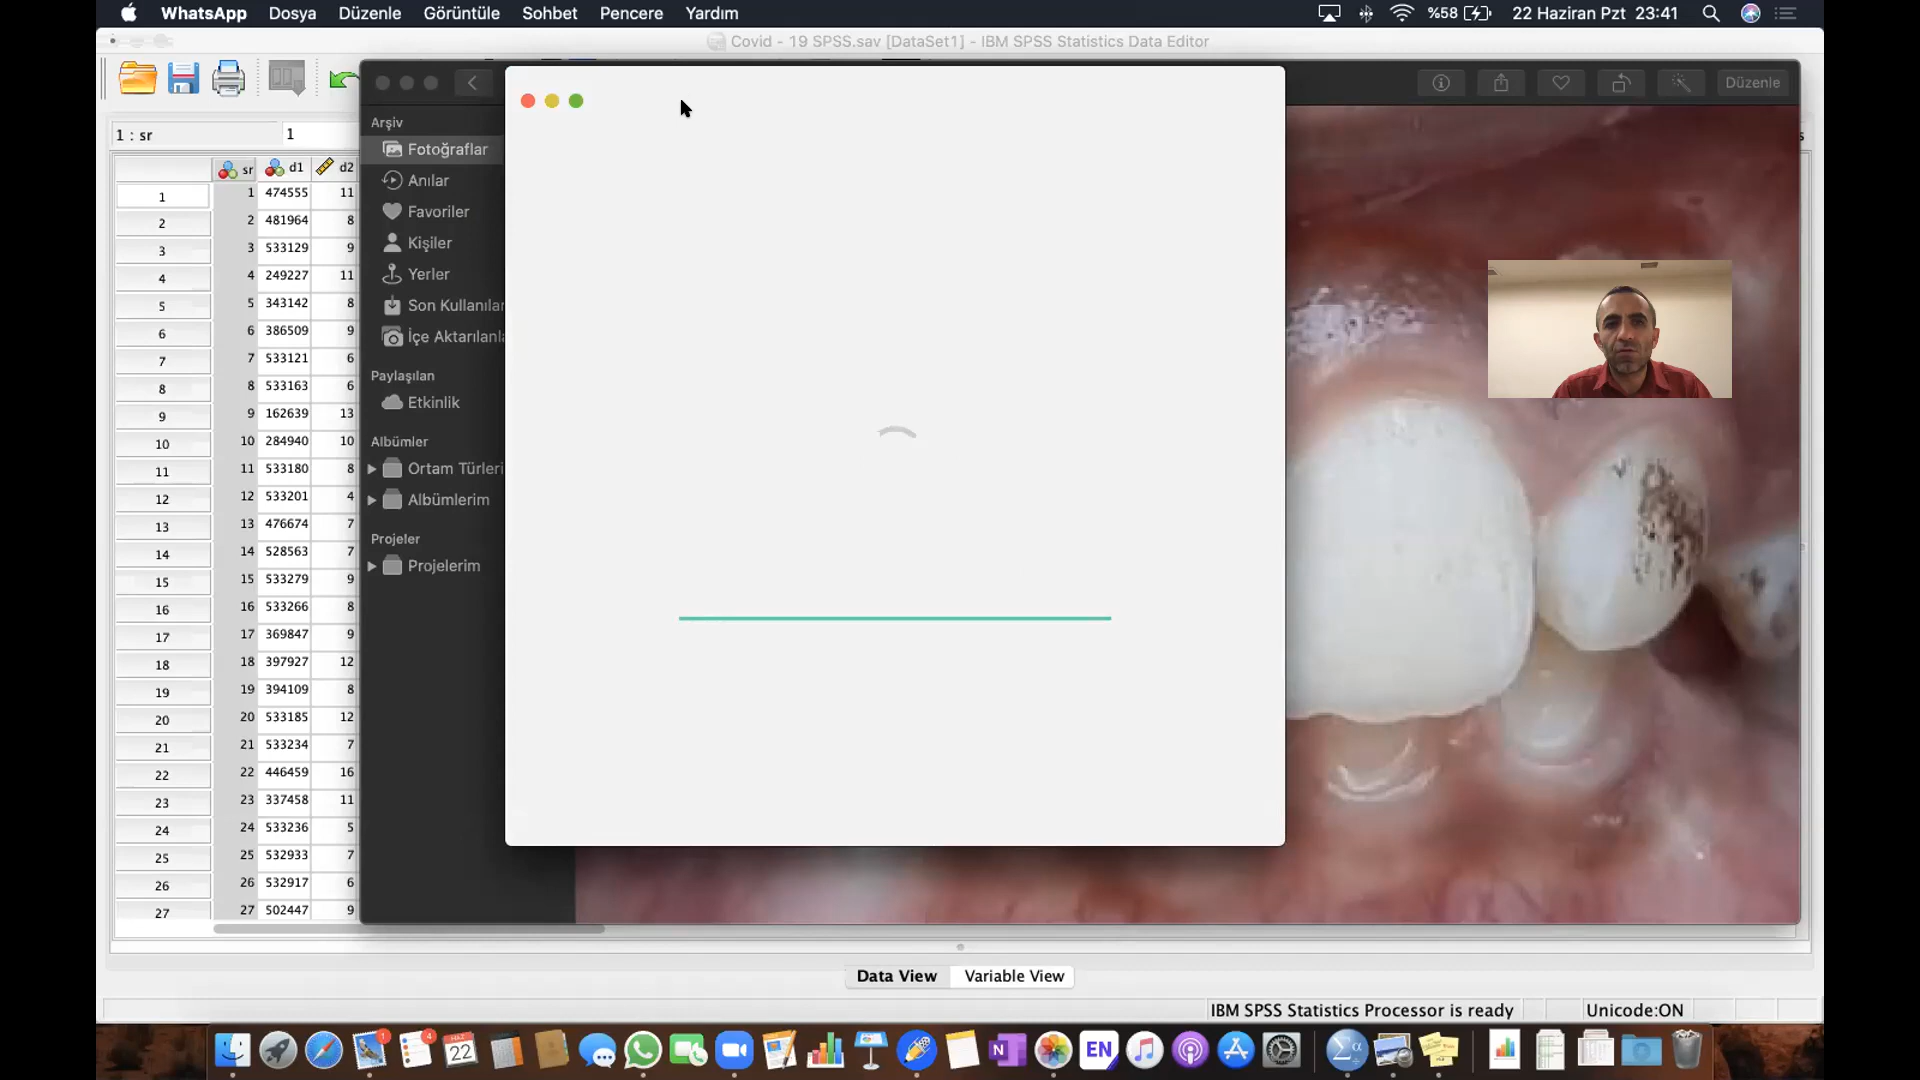 WhatsApp Dosya Düzenle Görüntüle Sohbet Pencere Yardım %58 22 Haziran Pzt 23:41
Covid - 19 SPSS.sav [DataSet1] - IBM SPSS Statistics Data Editor
Düzenle
1 : sr 1
sr d1 d2
1 1 474555 11
2 2 481964 8
3 3 533129 9
4 4 249227 11
5 5 343142 8
6 6 386509 9
7 7 533121 6
8 8 533163 6
9 9 162639 13
10 10 284940 10
11 11 533180 8
12 12 533201 4
13 13 476674 7
14 14 528563 7
15 15 533279 9
16 16 533266 8
17 17 369847 9
18 18 397927 12
19 19 394109 8
20 20 533185 12
21 21 533234 7
22 22 446459 16
23 23 337458 11
24 24 533236 5
25 25 532933 7
26 26 532917 6
27 27 502447 9
Arşiv
Fotoğraflar
Anılar
Favoriler
Kişiler
Yerler
Son Kullanılar
İçe Aktarılanla
Paylaşılan
Etkinlik
Albümler
Ortam Türleri
Albümlerim
Projeler
Projelerim
Data View Variable View
IBM SPSS Statistics Processor is ready Unicode:ON
1 4 22 N EN Σα